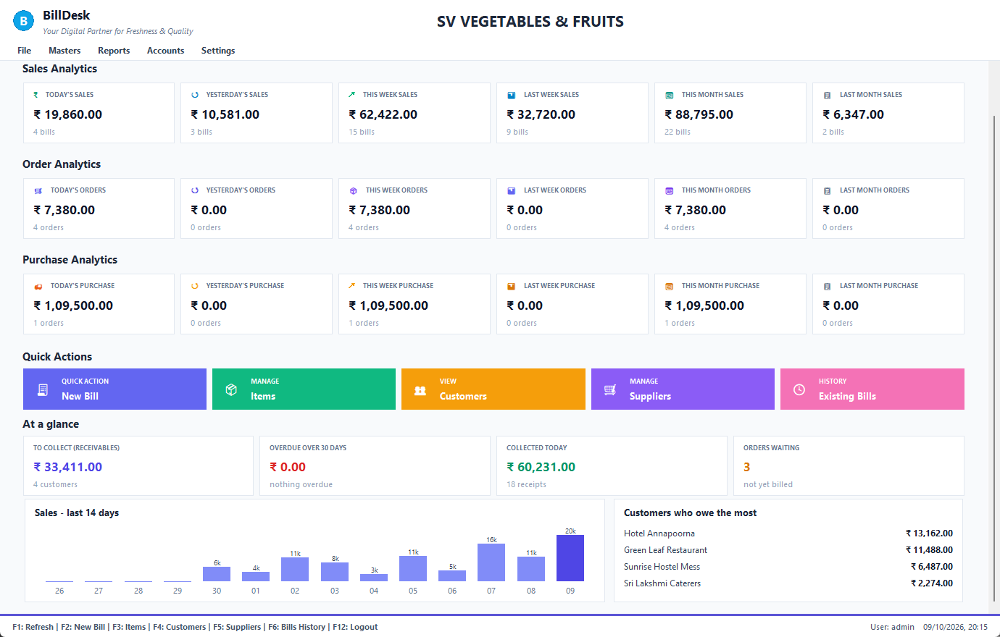 B BillDesk
Your Digital Partner for Freshness & Quality
SV VEGETABLES & FRUITS
File Masters Reports Accounts Settings
Sales Analytics
₹ TODAY'S SALES
₹ 19,860.00
4 bills
YESTERDAY'S SALES
₹ 10,581.00
3 bills
THIS WEEK SALES
₹ 62,422.00
15 bills
LAST WEEK SALES
₹ 32,720.00
9 bills
THIS MONTH SALES
₹ 88,795.00
22 bills
LAST MONTH SALES
₹ 6,347.00
2 bills
Order Analytics
TODAY'S ORDERS
₹ 7,380.00
4 orders
YESTERDAY'S ORDERS
₹ 0.00
0 orders
THIS WEEK ORDERS
₹ 7,380.00
4 orders
LAST WEEK ORDERS
₹ 0.00
0 orders
THIS MONTH ORDERS
₹ 7,380.00
4 orders
LAST MONTH ORDERS
₹ 0.00
0 orders
Purchase Analytics
TODAY'S PURCHASE
₹ 1,09,500.00
1 orders
YESTERDAY'S PURCHASE
₹ 0.00
0 orders
THIS WEEK PURCHASE
₹ 1,09,500.00
1 orders
LAST WEEK PURCHASE
₹ 0.00
0 orders
THIS MONTH PURCHASE
₹ 1,09,500.00
1 orders
LAST MONTH PURCHASE
₹ 0.00
0 orders
Quick Actions
QUICK ACTION
New Bill
MANAGE
Items
VIEW
Customers
MANAGE
Suppliers
HISTORY
Existing Bills
At a glance
TO COLLECT (RECEIVABLES)
₹ 33,411.00
4 customers
OVERDUE OVER 30 DAYS
₹ 0.00
nothing overdue
COLLECTED TODAY
₹ 60,231.00
18 receipts
ORDERS WAITING
3
not yet billed
Sales - last 14 days
6k 4k 11k 8k 3k 11k 5k 16k 11k 20k
26 27 28 29 30 01 02 03 04 05 06 07 08 09
Customers who owe the most
Hotel Annapoorna ₹ 13,162.00
Green Leaf Restaurant ₹ 11,488.00
Sunrise Hostel Mess ₹ 6,487.00
Sri Lakshmi Caterers ₹ 2,274.00
F1: Refresh | F2: New Bill | F3: Items | F4: Customers | F5: Suppliers | F6: Bills History | F12: Logout
User: admin 09/10/2026, 20:15